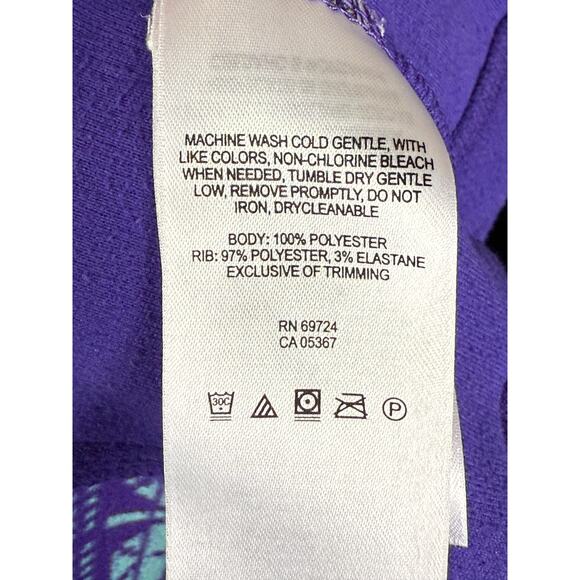 MACHINE WASH COLD GENTLE, WITH
LIKE COLORS, NON-CHLORINE BLEACH
WHEN NEEDED, TUMBLE DRY GENTLE
LOW, REMOVE PROMPTLY, DO NOT
IRON, DRYCLEANABLE
BODY: 100% POLYESTER
RIB: 97% POLYESTER, 3% ELASTANE
EXCLUSIVE OF TRIMMING
RN 69724
CA 05367
30C P